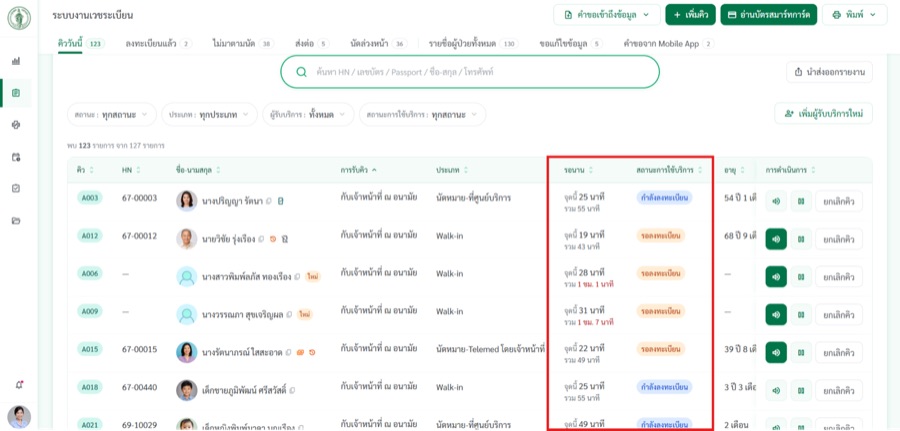 ระบบงานเวชระเบียน
คำขอเข้าถึงข้อมูล
+ เพิ่มคิว
อ่านบัตรสมาร์ทการ์ด
พิมพ์
คิววันนี้ 123
ลงทะเบียนแล้ว 3
ไม่มาตามนัด 38
ส่งต่อ 5
นัดล่วงหน้า 36
รายชื่อผู้ป่วยทั้งหมด 130
ขอแก้ไขข้อมูล 5
คำขอจาก Mobile App 2
ค้นหา HN / เลขบัตร / Passport / ชื่อ-สกุล / โทรศัพท์
นำส่งออกรายงาน
สถานะ : ทุกสถานะ
ประเภท : ทุกประเภท
ผู้รับบริการ : ทั้งหมด
สถานะการใช้บริการ : ทุกสถานะ
เพิ่มผู้รับบริการใหม่
พบ 123 รายการ จาก 127 รายการ
คิว HN ชื่อ-นามสกุล การรับคิว ประเภท รอนาน สถานะการใช้บริการ อายุ การดำเนินการ
A003 67-00003 นางปริญญา รัตนา กับเจ้าหน้าที่ ณ อนามัย นัดหมาย-ที่ศูนย์บริการ จุดนี้ 25 นาที กำลังลงทะเบียน 54 ปี 1 เดื ยกเลิกคิว
รวม 55 นาที
A012 67-00012 นายวิชัย รุ่งเรือง กับเจ้าหน้าที่ ณ อนามัย Walk-in จุดนี้ 19 นาที รอลงทะเบียน 68 ปี 9 เดื ยกเลิกคิว
รวม 43 นาที
A006 — นางสาวพิมพ์ลภัส ทองเรือง ใหม่ กับเจ้าหน้าที่ ณ อนามัย Walk-in จุดนี้ 28 นาที รอลงทะเบียน — ยกเลิกคิว
รวม 1 ชม. 1 นาที
A009 — นางวรรณภา สุขเจริญผล ใหม่ กับเจ้าหน้าที่ ณ อนามัย Walk-in จุดนี้ 31 นาที รอลงทะเบียน — ยกเลิกคิว
รวม 1 ชม. 7 นาที
A015 67-00015 นางรัตนาภรณ์ ใสสะอาด กับเจ้าหน้าที่ ณ อนามัย นัดหมาย-Telemed โดยเจ้าหน้าที่ จุดนี้ 22 นาที รอลงทะเบียน 39 ปี 8 เดื ยกเลิกคิว
รวม 49 นาที
A018 67-00440 เด็กชายภูมิพัฒน์ ศรีสวัสดิ์ กับเจ้าหน้าที่ ณ อนามัย Walk-in จุดนี้ 25 นาที กำลังลงทะเบียน 3 ปี 3 เดื ยกเลิกคิว
รวม 55 นาที
A021 69-10029 กับเจ้าหน้าที่ ณ อนามัย นัดหมาย-ที่ศูนย์บริการ จุดนี้ 49 นาที กำลังลงทะเบียน 2 เดือน ยกเลิกคิว